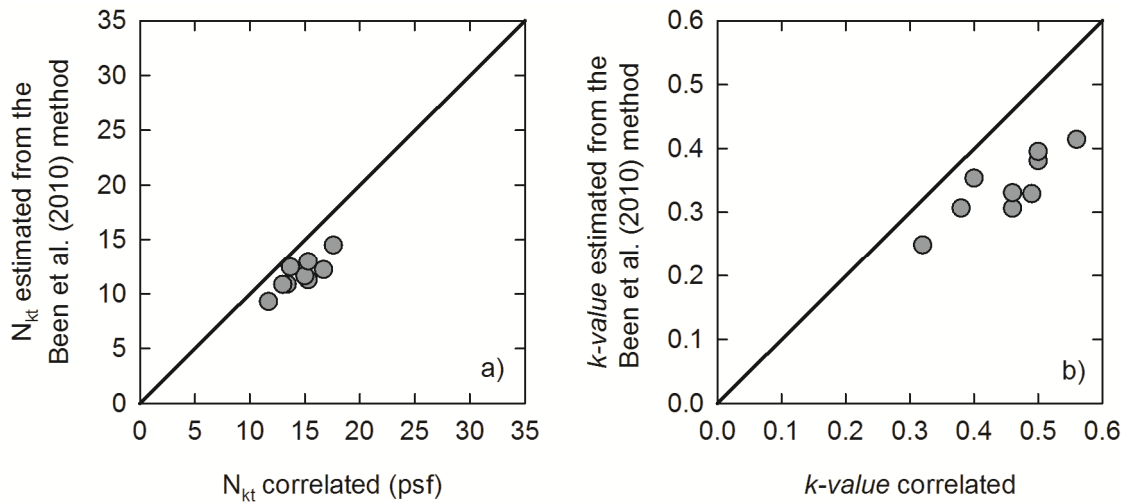 N_kt estimated from the
Been et al. (2010) method
35
30
25
20
15
10
5
0
a)
0 5 10 15 20 25 30 35
N_kt correlated (psf)
k-value estimated from the
Been et al. (2010) method
0.6
0.5
0.4
0.3
0.2
0.1
0.0
b)
0.0 0.1 0.2 0.3 0.4 0.5 0.6
k-value correlated